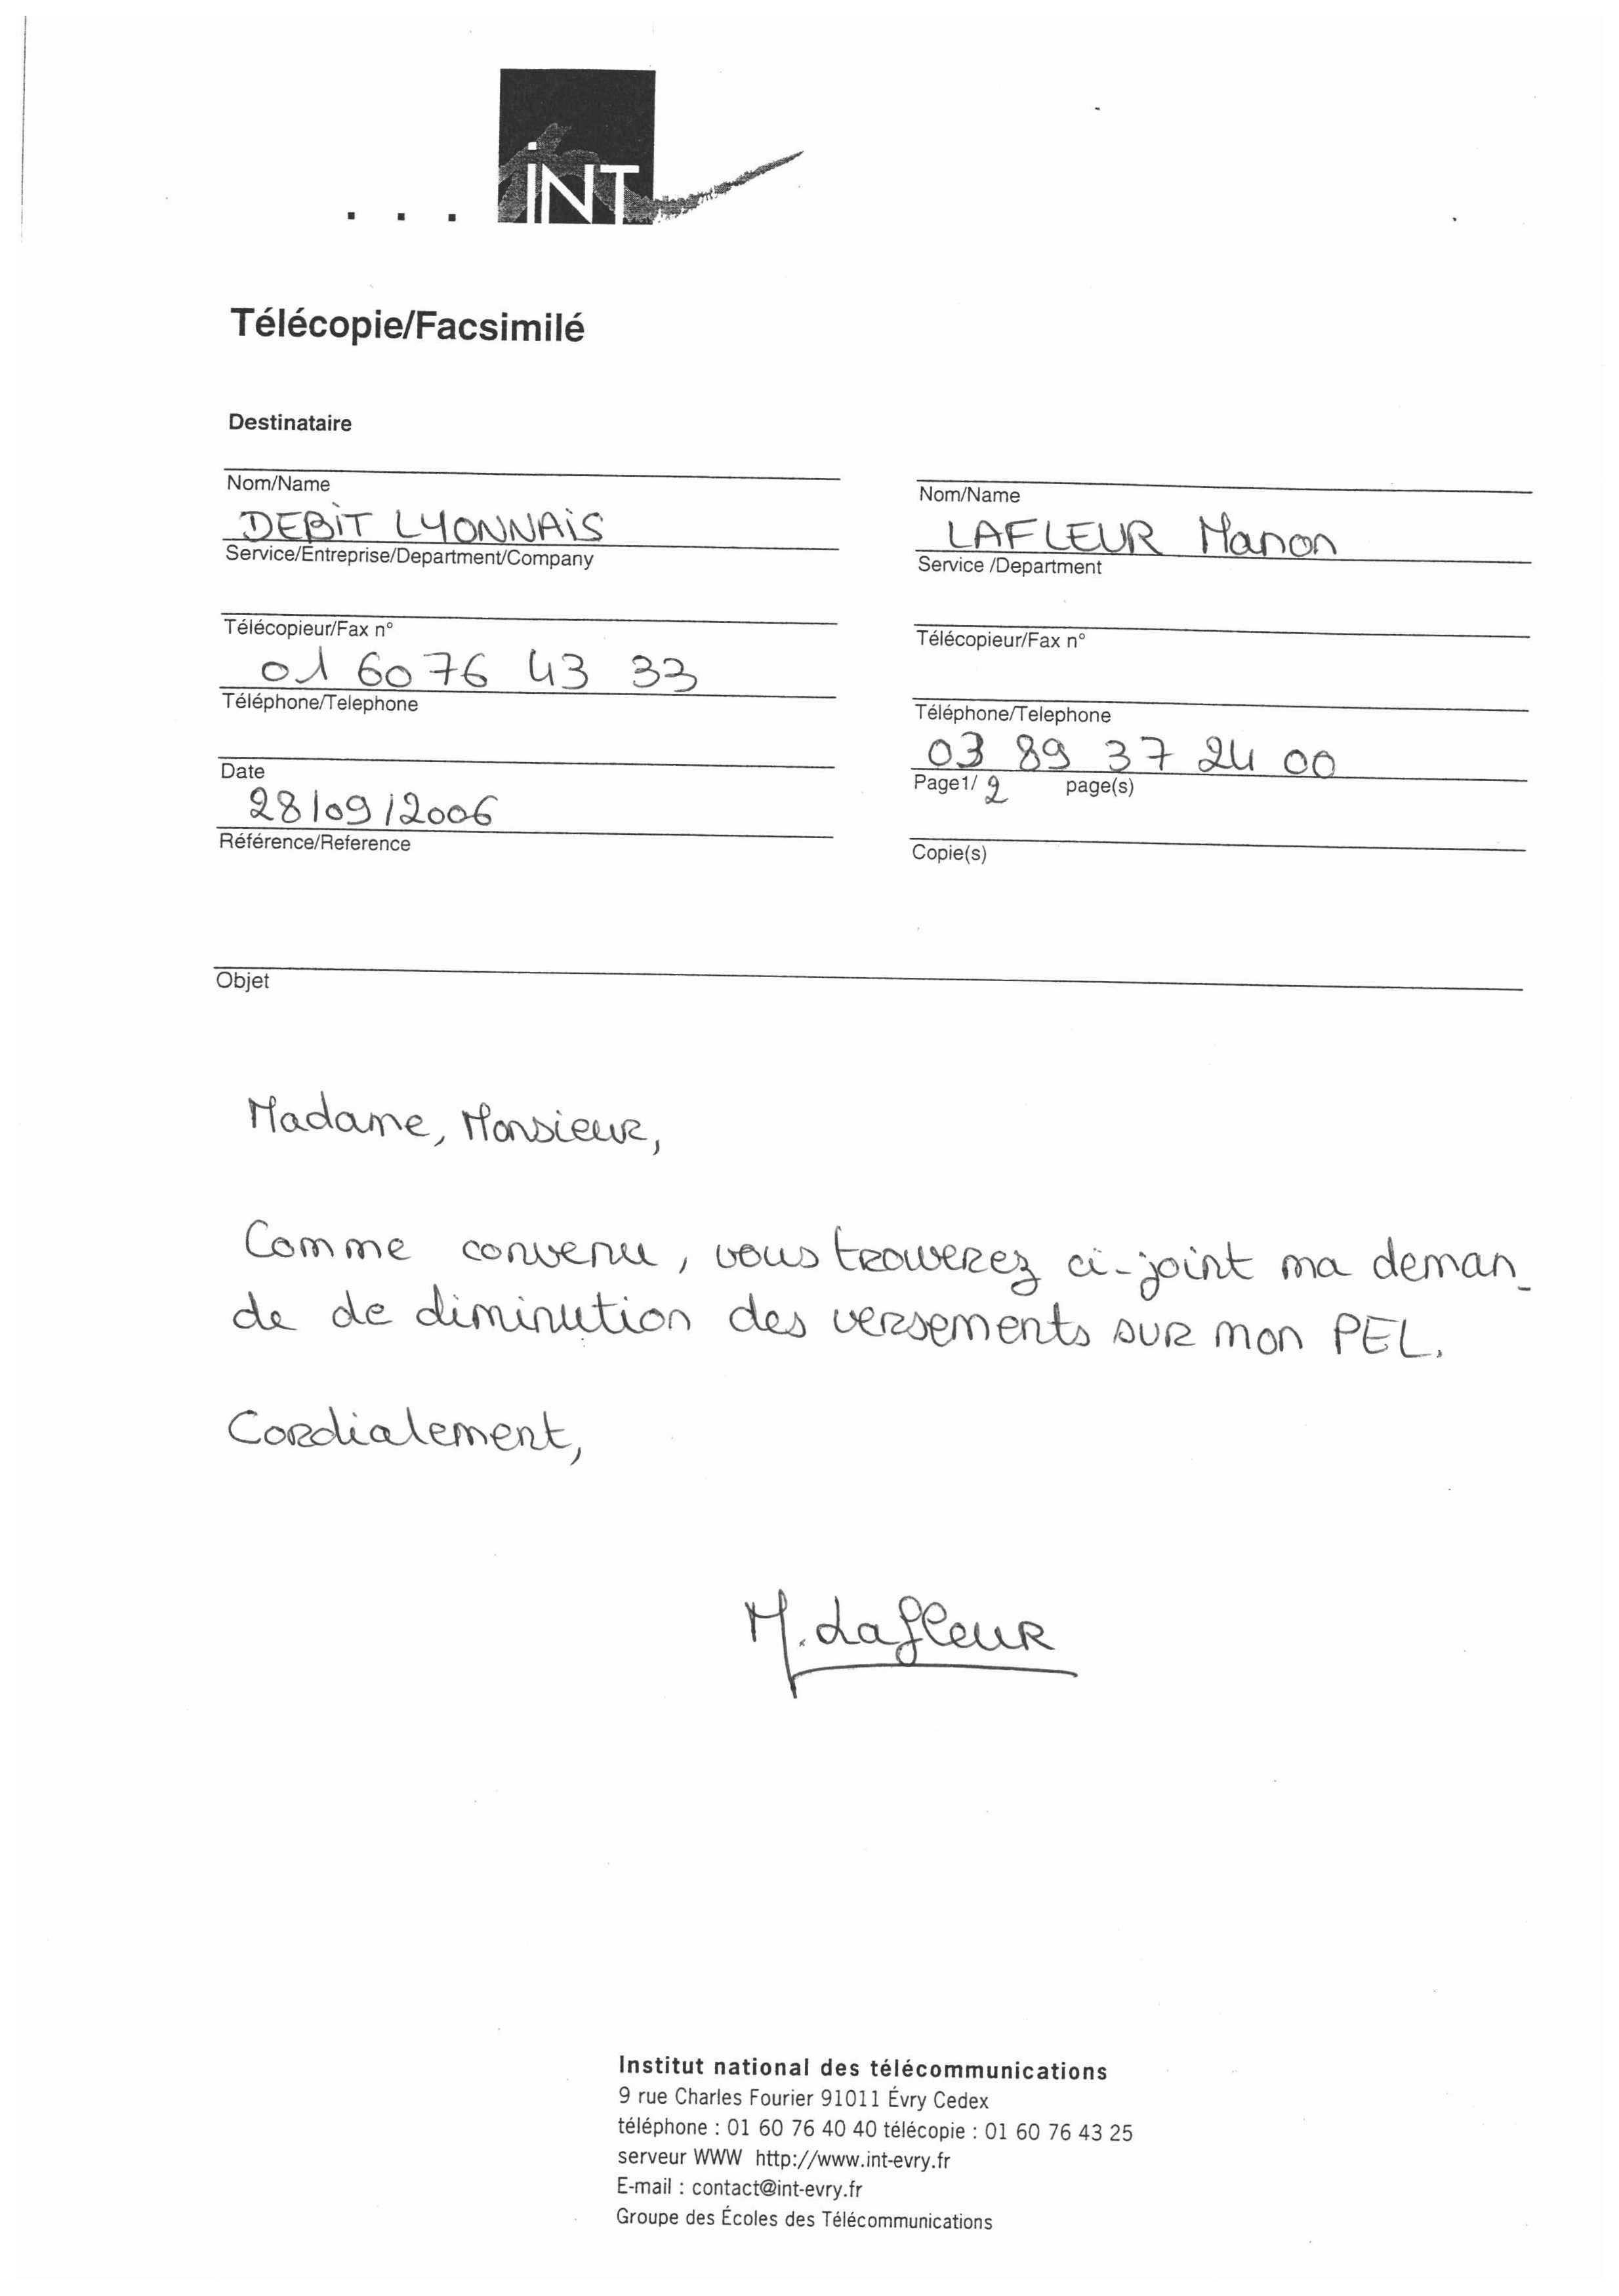 iNT
Télécopie/Facsimilé
Destinataire
Nom/Name
DEBIT LYONNAIS
Service/Entreprise/Department/Company
Télécopieur/Fax n°
01 60 76 43 33
Téléphone/Telephone
Date
28/09/2006
Référence/Reference
Nom/Name
LAFLEUR Manon
Service /Department
Télécopieur/Fax n°
Téléphone/Telephone
03 89 37 24 00
Page1/ 2 page(s)
Copie(s)
Objet
Madame, Monsieur,
Comme convenu, vous trouverez ci-joint ma deman_
de de diminution des versements sur mon PEL.
Cordialement,
M. Lafleur
Institut national des télécommunications
9 rue Charles Fourier 91011 Évry Cedex
téléphone : 01 60 76 40 40 télécopie : 01 60 76 43 25
serveur WWW http://www.int-evry.fr
E-mail : contact@int-evry.fr
Groupe des Écoles des Télécommunications